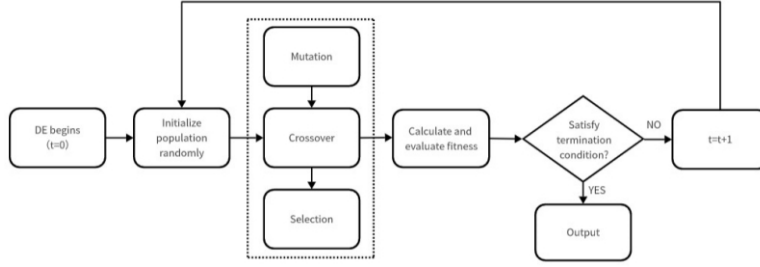 DE begins
(t=0)
Initialize
population
randomly
Mutation
Crossover
Selection
Calculate and
evaluate fitness
Satisfy
termination
condition?
NO
t=t+1
YES
Output